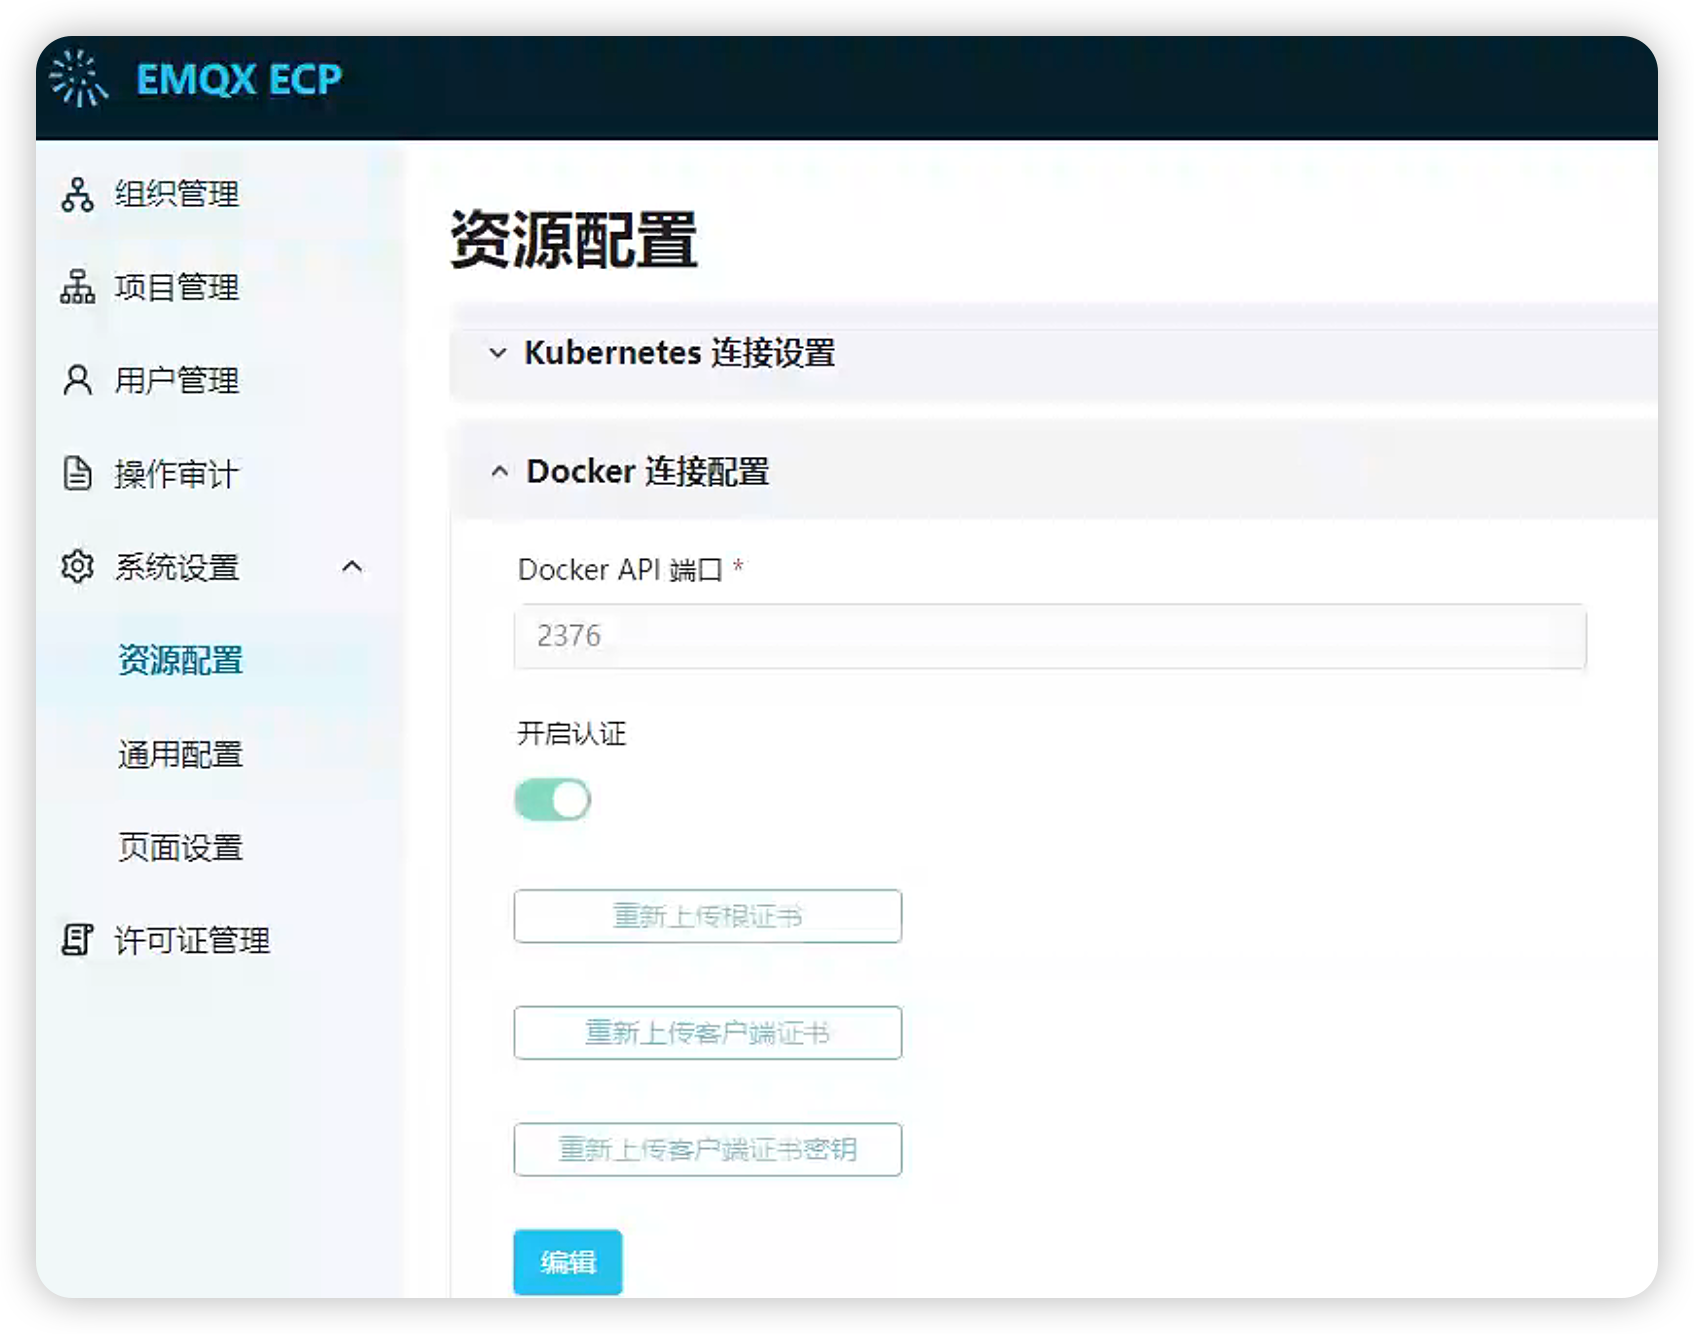 EMQX ECP
组织管理
项目管理
用户管理
操作审计
系统设置
资源配置
通用配置
页面设置
许可证管理
资源配置
Kubernetes 连接设置
Docker 连接配置
Docker API 端口 *
2376
开启认证
重新上传根证书
重新上传客户端证书
重新上传客户端证书密钥
编辑